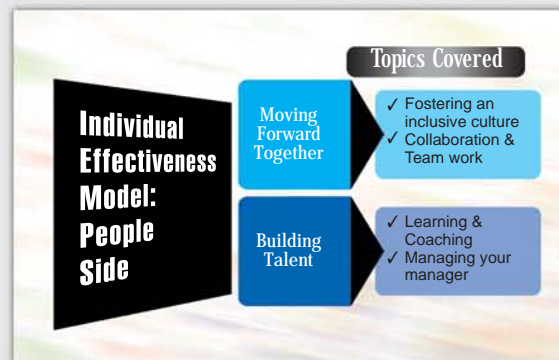 Topics Covered
Individual
Effectiveness
Model:
People
Side
Moving
Forward
Together
✓ Fostering an
inclusive culture
✓ Collaboration &
Team work
Building
Talent
✓ Learning &
Coaching
✓ Managing your
manager